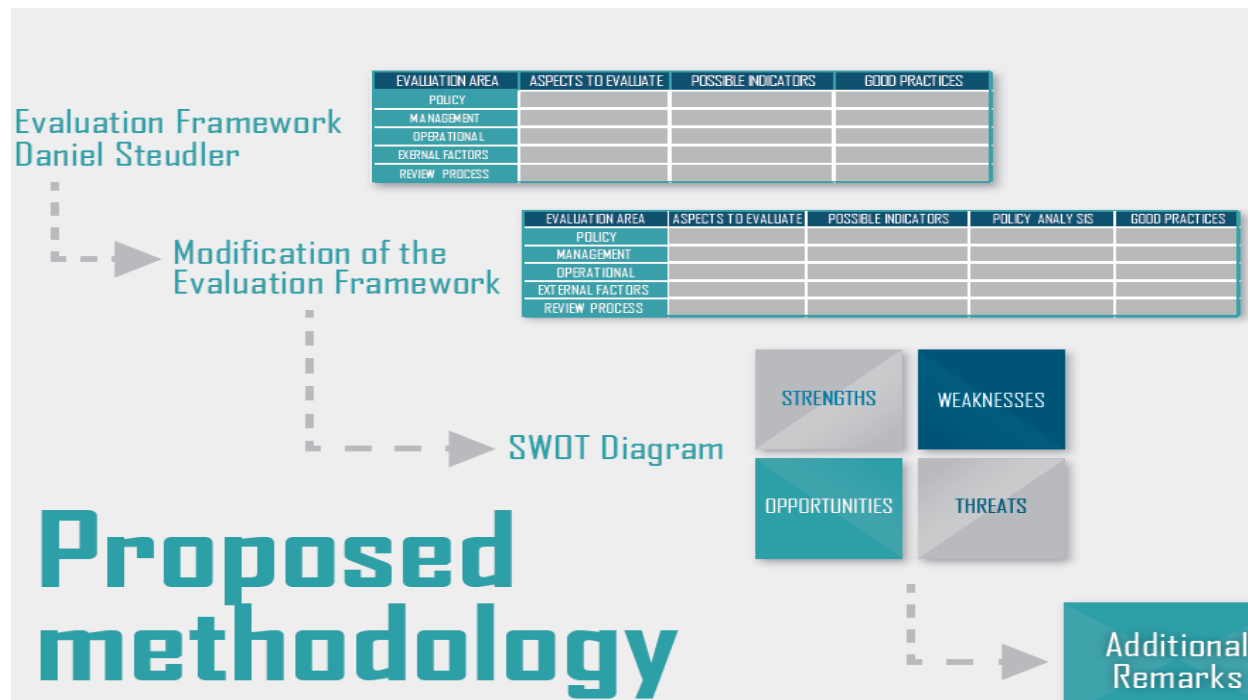 EVALUATION AREA ASPECTS TO EVALUATE POSSIBLE INDICATORS GOOD PRACTICES
POLICY
MANAGEMENT
OPERATIONAL
EXERNAL FACTORS
REVIEW PROCESS
Evaluation Framework
Daniel Steudler
EVALUATION AREA ASPECTS TO EVALUATE POSSIBLE INDICATORS POLICY ANALYSIS GOOD PRACTICES
POLICY
MANAGEMENT
OPERATIONAL
EXTERNAL FACTORS
REVIEW PROCESS
Modification of the
Evaluation Framework
STRENGTHS WEAKNESSES
SWOT Diagram
OPPORTUNITIES THREATS
Proposed
methodology
Additional
Remarks